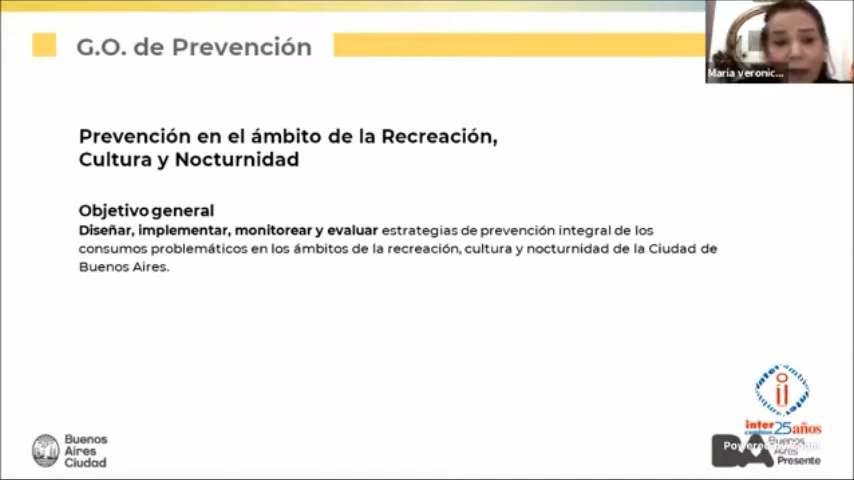 G.O. de Prevención
Maria Veronic...
Prevención en el ámbito de la Recreación,
Cultura y Nocturnidad
Objetivo general
Diseñar, implementar, monitorear y evaluar estrategias de prevención integral de los
consumos problemáticos en los ámbitos de la recreación, cultura y nocturnidad de la Ciudad de
Buenos Aires.
Buenos
Aires
Ciudad
inter
cambios 25 años
BA
Buenos
Aires
Presente